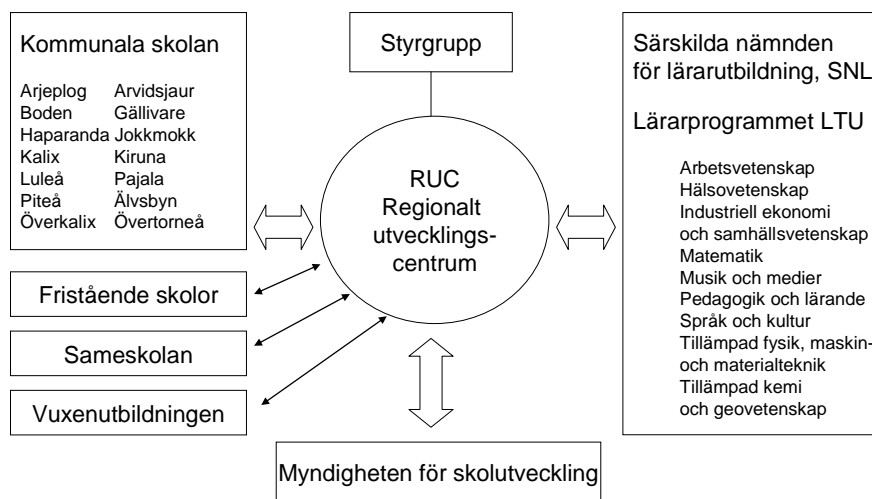 Kommunala skolan
Arjeplog Arvidsjaur
Boden Gällivare
Haparanda Jokkmokk
Kalix Kiruna
Luleå Pajala
Piteå Älvsbyn
Överkalix Övertorneå
Fristående skolor
Sameskolan
Vuxenutbildningen
Styrgrupp
RUC
Regionalt
utvecklings-
centrum
Myndigheten för skolutveckling
Särskilda nämnden
för lärarutbildning, SNL
Lärarprogrammet LTU
Arbetsvetenskap
Hälsovetenskap
Industriell ekonomi
och samhällsvetenskap
Matematik
Musik och medier
Pedagogik och lärande
Språk och kultur
Tillämpad fysik, maskin-
och materialteknik
Tillämpad kemi
och geovetenskap